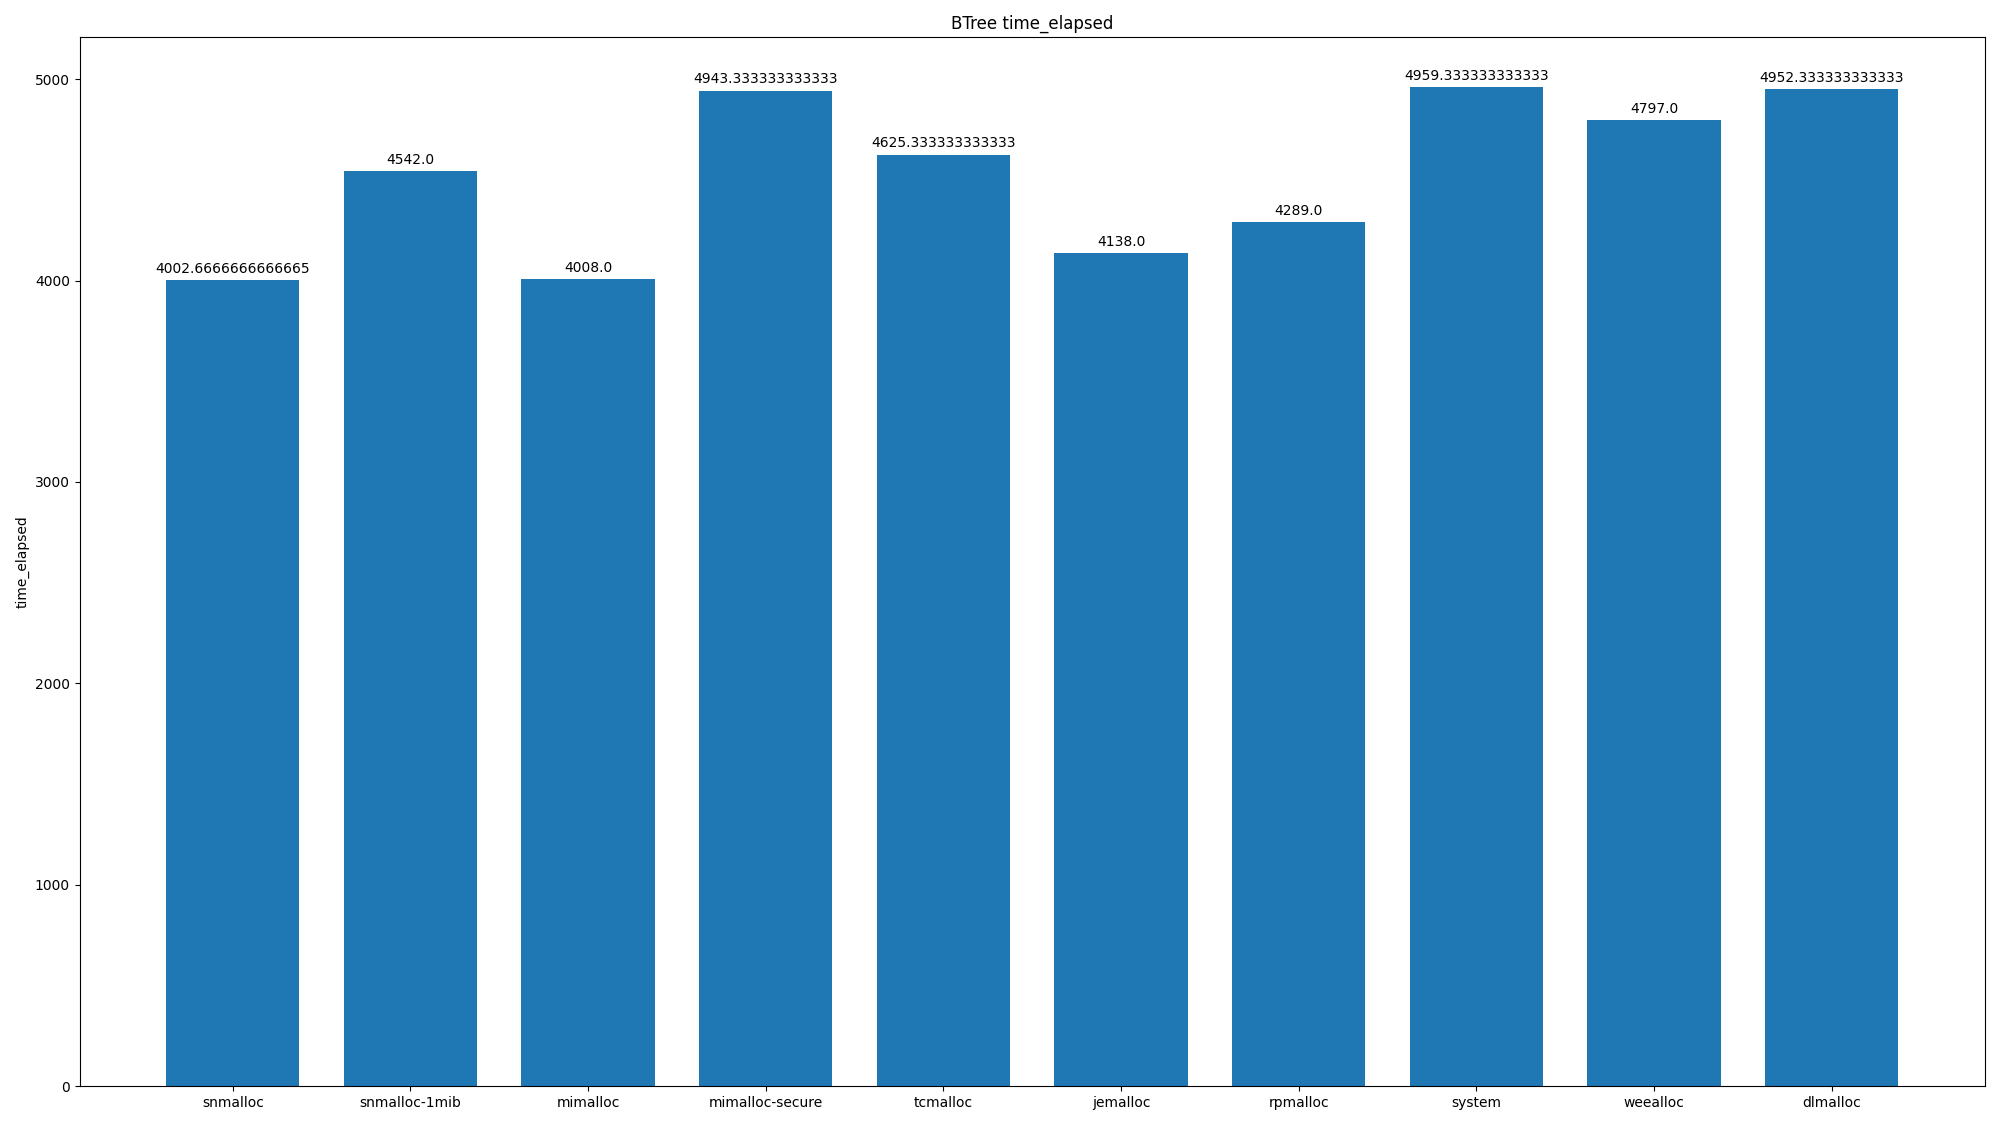 BTree time_elapsed
time_elapsed
5000
4000
3000
2000
1000
0
4002.6666666666665
4542.0
4008.0
4943.333333333333
4625.333333333333
4138.0
4289.0
4959.333333333333
4797.0
4952.333333333333
snmalloc
snmalloc-1mib
mimalloc
mimalloc-secure
tcmalloc
jemalloc
rpmalloc
system
weealloc
dlmalloc